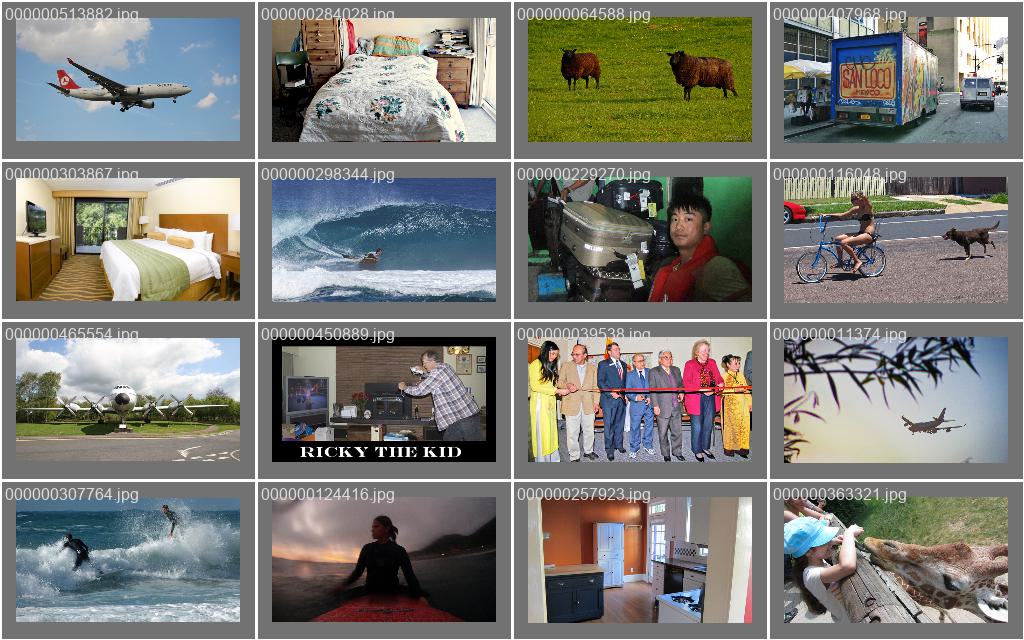 000000513882.jpg
000000284028.jpg
000000064588.jpg
000000407968.jpg
SAN LOCO
MEXICO
000000303867.jpg
000000298344.jpg
000000229270.jpg
000000116048.jpg
000000465554.jpg
000000450889.jpg
RICKY THE KID
000000039538.jpg
000000011374.jpg
000000307764.jpg
000000124416.jpg
000000257923.jpg
000000363321.jpg